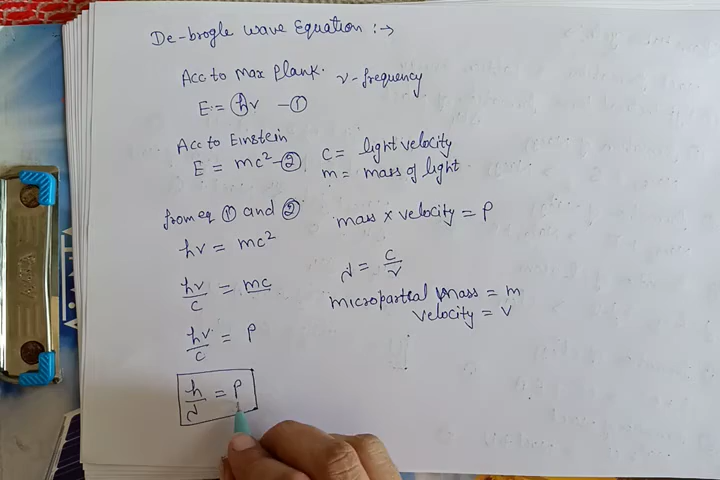 De-brogle wave Equation :→
Acc to Max Plank. ν - frequency
E = hν - ①
Acc to Einstein
E = mc² - ② c = light velocity
m = mass of light
from eq ① and ②
mass x velocity = P
hν = mc²
λ = c/ν
hν/c = mc
micropartial mass = m
velocity = v
hν/c = P
h/λ = P